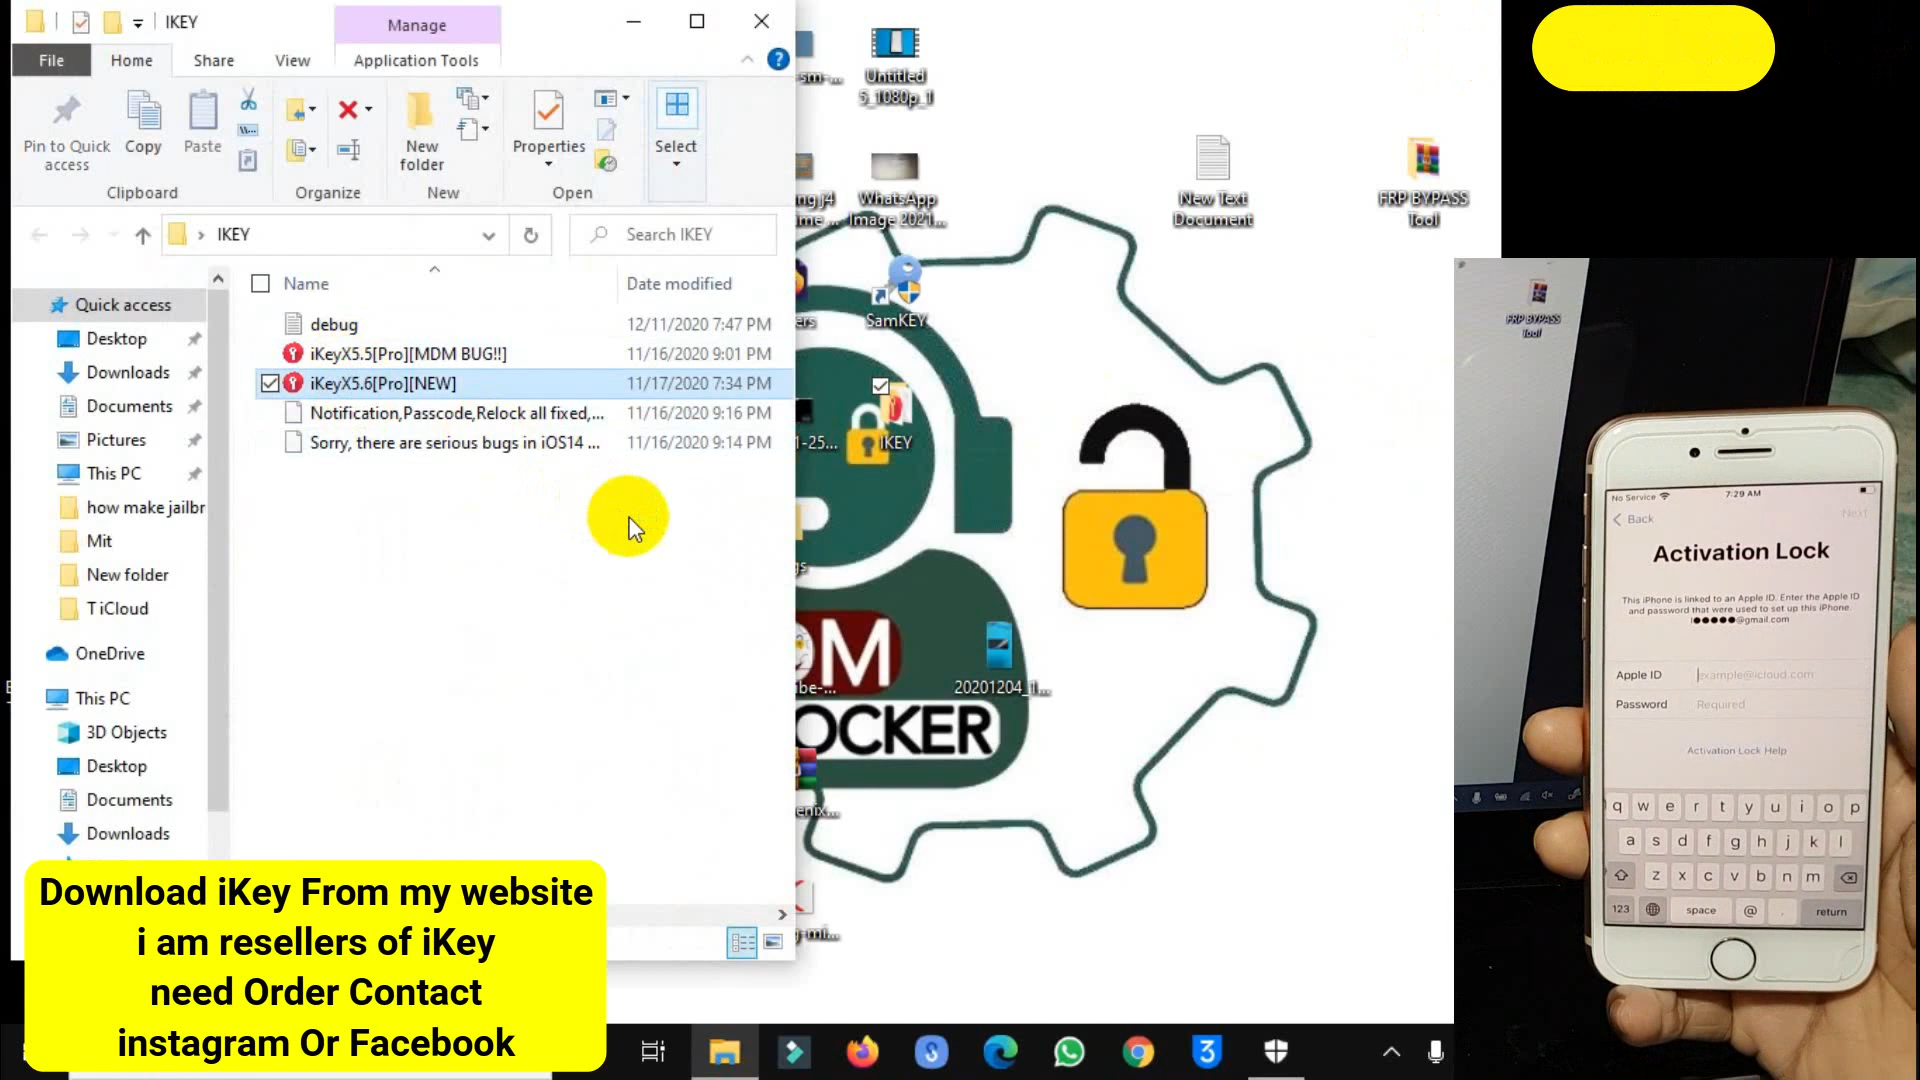 IKEY
Manage
File
Home
Share
View
Application Tools
Pin to Quick access
Copy
Paste
New folder
Properties
Select
Clipboard
Organize
New
Open
IKEY
Search IKEY
Name
Date modified
debug
12/11/2020 7:47 PM
iKeyX5.5[Pro][MDM BUG!!]
11/16/2020 9:01 PM
iKeyX5.6[Pro][NEW]
11/17/2020 7:34 PM
Notification,Passcode,Relock all fixed,...
11/16/2020 9:16 PM
Sorry, there are serious bugs in iOS14 ...
11/16/2020 9:14 PM
Quick access
Desktop
Downloads
Documents
Pictures
This PC
how make jailbr
Mit
New folder
T iCloud
OneDrive
This PC
3D Objects
Desktop
Documents
Downloads
Download iKey From my website
i am resellers of iKey
need Order Contact
instagram Or Facebook
Untitled
5_1080p_1
WhatsApp
Image 2021...
SamKEY
IKEY
20201204_1...
OCKER
New Text
Document
FRP BYPASS
Tool
FRP BYPASS
Tool
No Service
7:29 AM
Back
Next
Activation Lock
This iPhone is linked to an Apple ID. Enter the Apple ID
and password that were used to set up this iPhone.
l●●●●●@gmail.com
Apple ID
example@icloud.com
Password
Required
Activation Lock Help
q w e r t y u i o p
a s d f g h j k l
z x c v b n m
123
space
@
.
return